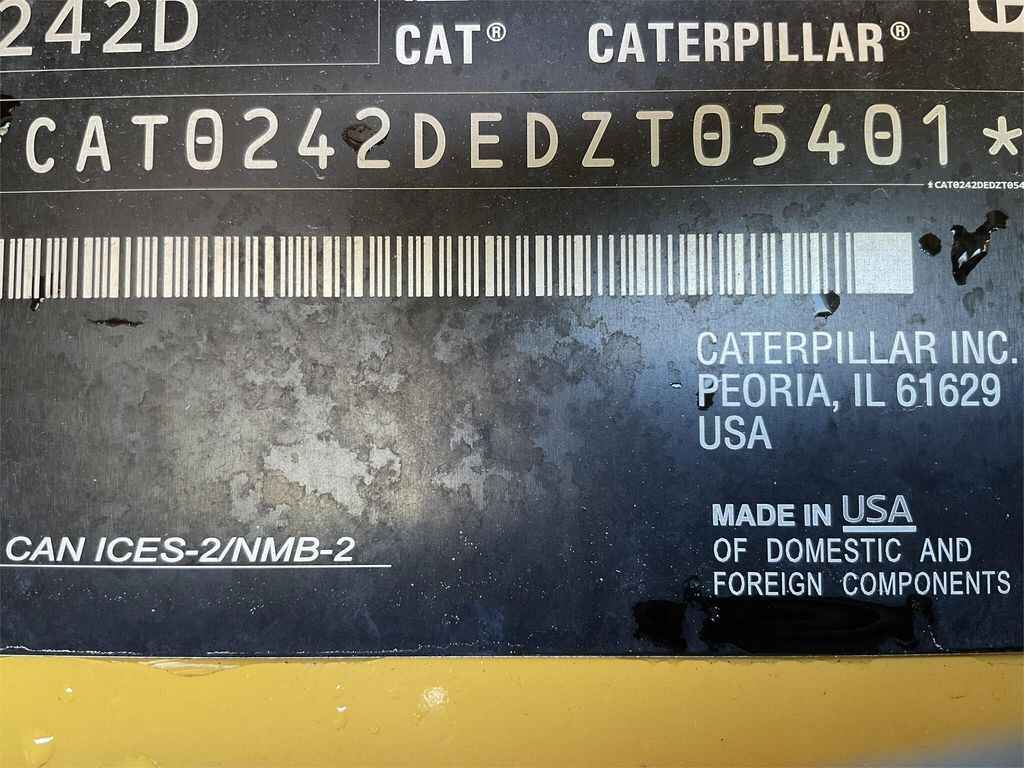 242D
CAT® CATERPILLAR®
*CAT0242DEDZT05401*
*CAT0242DEDZT054
CATERPILLAR INC.
PEORIA, IL 61629
USA
MADE IN USA
OF DOMESTIC AND
FOREIGN COMPONENTS
CAN ICES-2/NMB-2